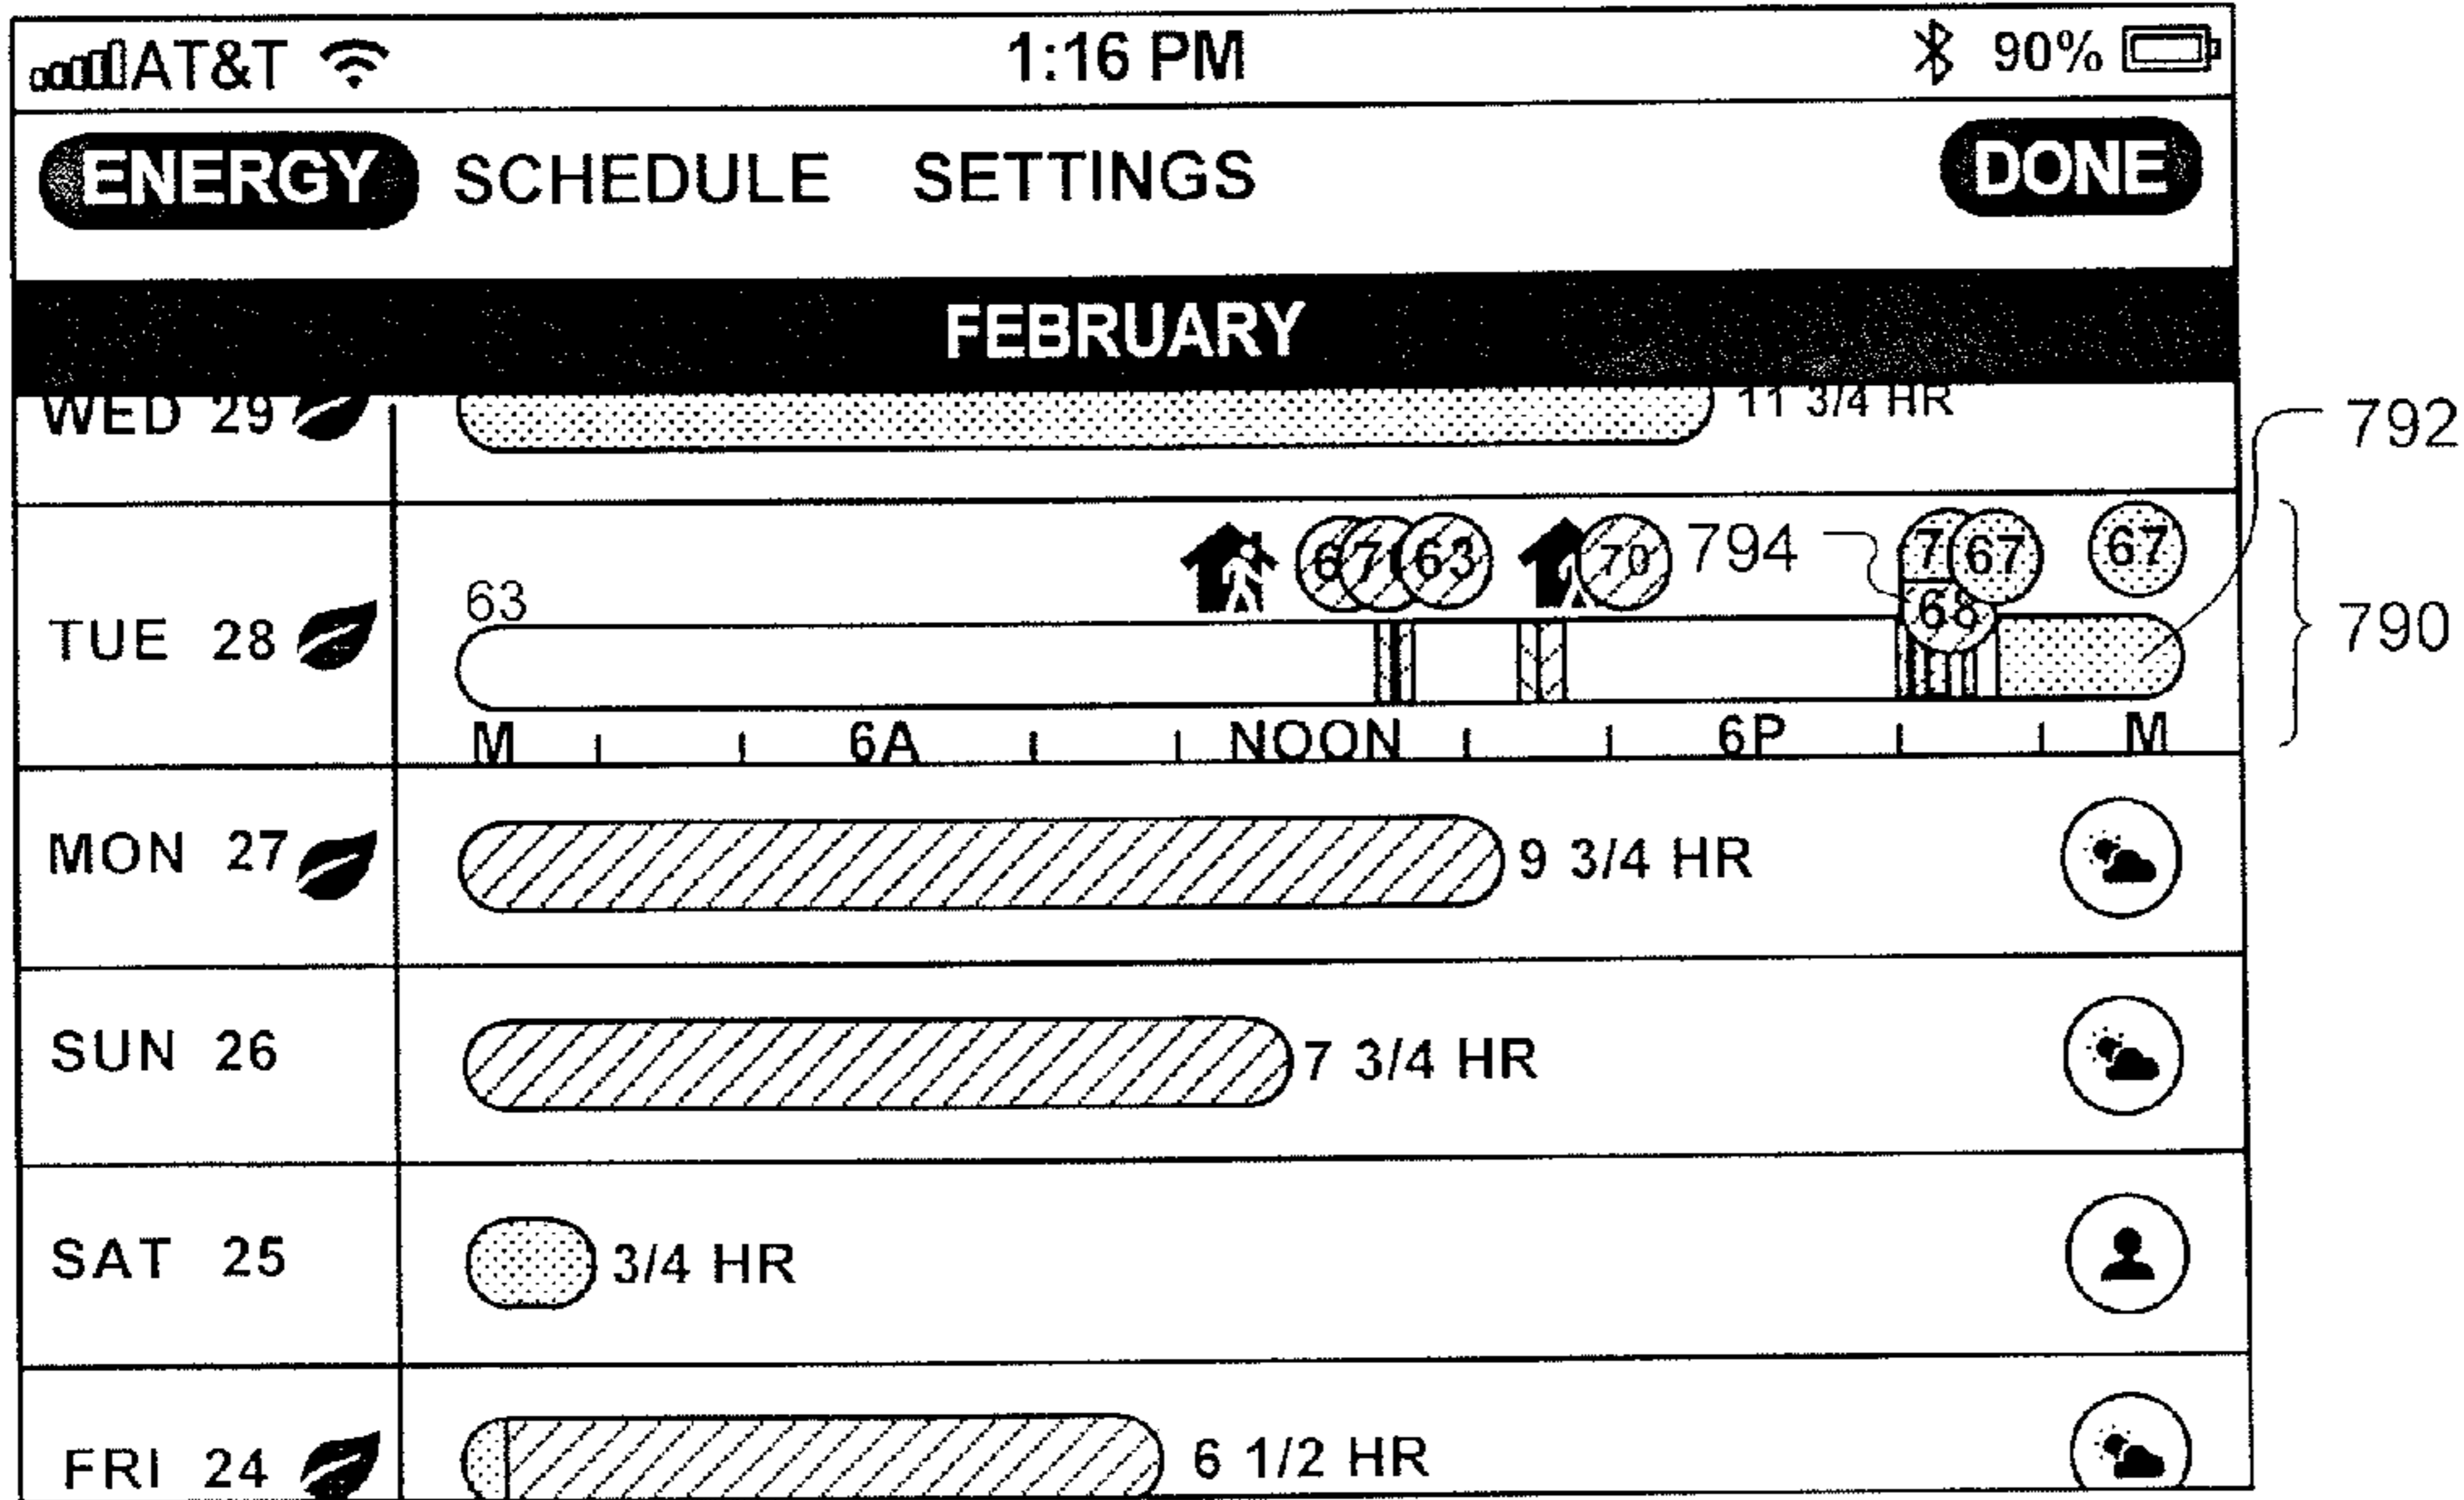 AT&T 1:16 PM 90%
ENERGY SCHEDULE SETTINGS DONE
FEBRUARY
WED 29 11 3/4 HR
792
63 70 794 67 67
63 68
TUE 28 790
M 6A NOON 6P M
MON 27 9 3/4 HR
SUN 26 7 3/4 HR
SAT 25 3/4 HR
FRI 24 6 1/2 HR